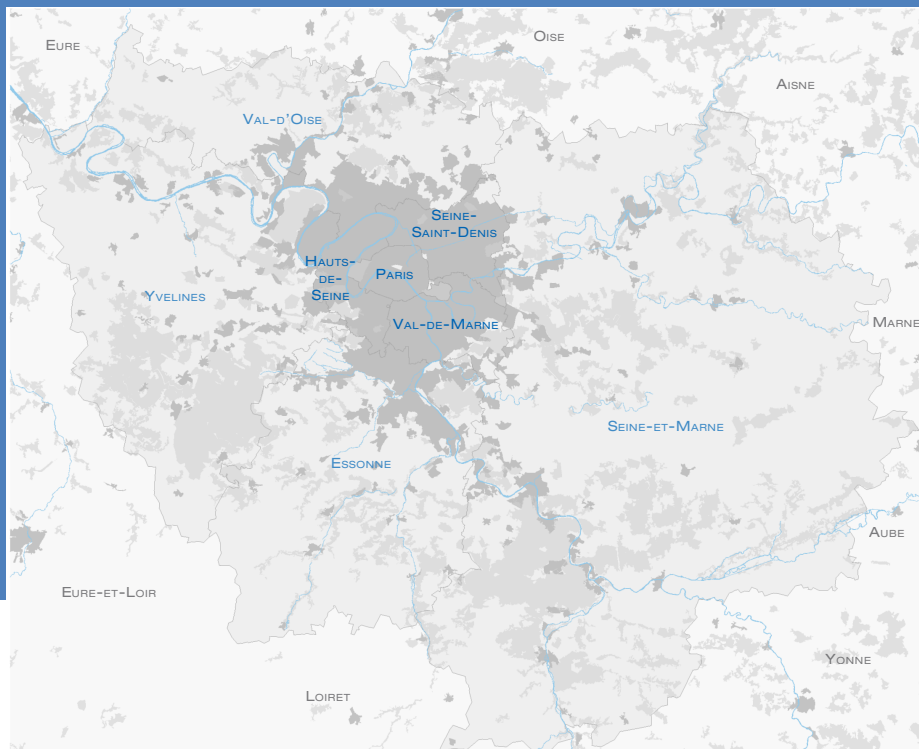 Eure
Oise
Aisne
Val-d'Oise
Seine-
Saint-Denis
Hauts-
de-
Seine
Paris
Yvelines
Val-de-Marne
Marne
Seine-et-Marne
Essonne
Aube
Eure-et-Loir
Yonne
Loiret